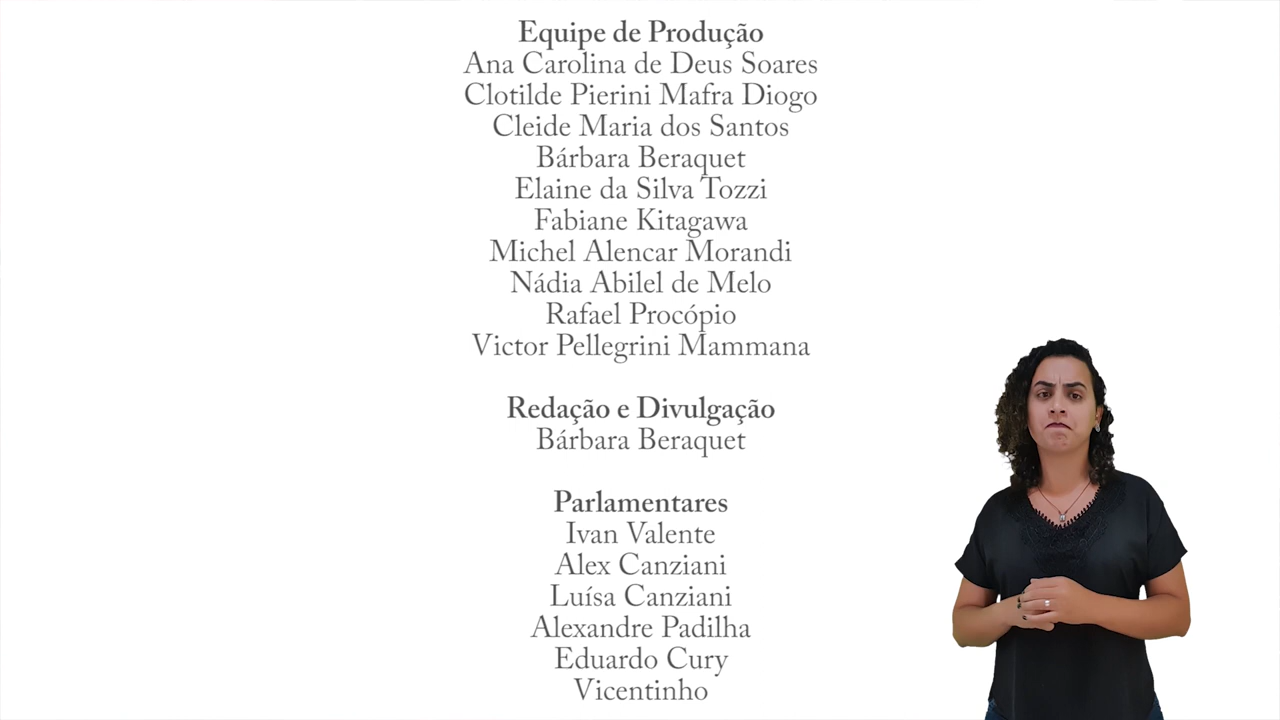 Equipe de Produção
Ana Carolina de Deus Soares
Clotilde Pierini Mafra Diogo
Cleide Maria dos Santos
Bárbara Beraquet
Elaine da Silva Tozzi
Fabiane Kitagawa
Michel Alencar Morandi
Nádia Abilel de Melo
Rafael Procópio
Victor Pellegrini Mammana
Redação e Divulgação
Bárbara Beraquet
Parlamentares
Ivan Valente
Alex Canziani
Luísa Canziani
Alexandre Padilha
Eduardo Cury
Vicentinho